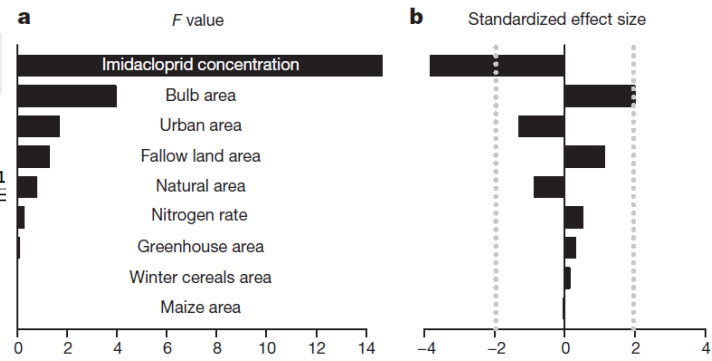 a
F value
b
Standardized effect size
Imidacloprid concentration
Bulb area
Urban area
Fallow land area
Natural area
Nitrogen rate
Greenhouse area
Winter cereals area
Maize area
1
0 2 4 6 8 10 12 14
–4 –2 0 2 4